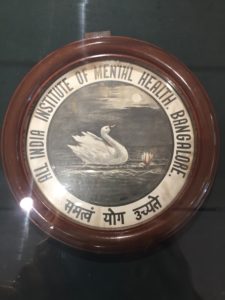 ALL INDIA INSTITUTE OF MENTAL HEALTH, BANGALORE.
समत्वं योग उच्यते